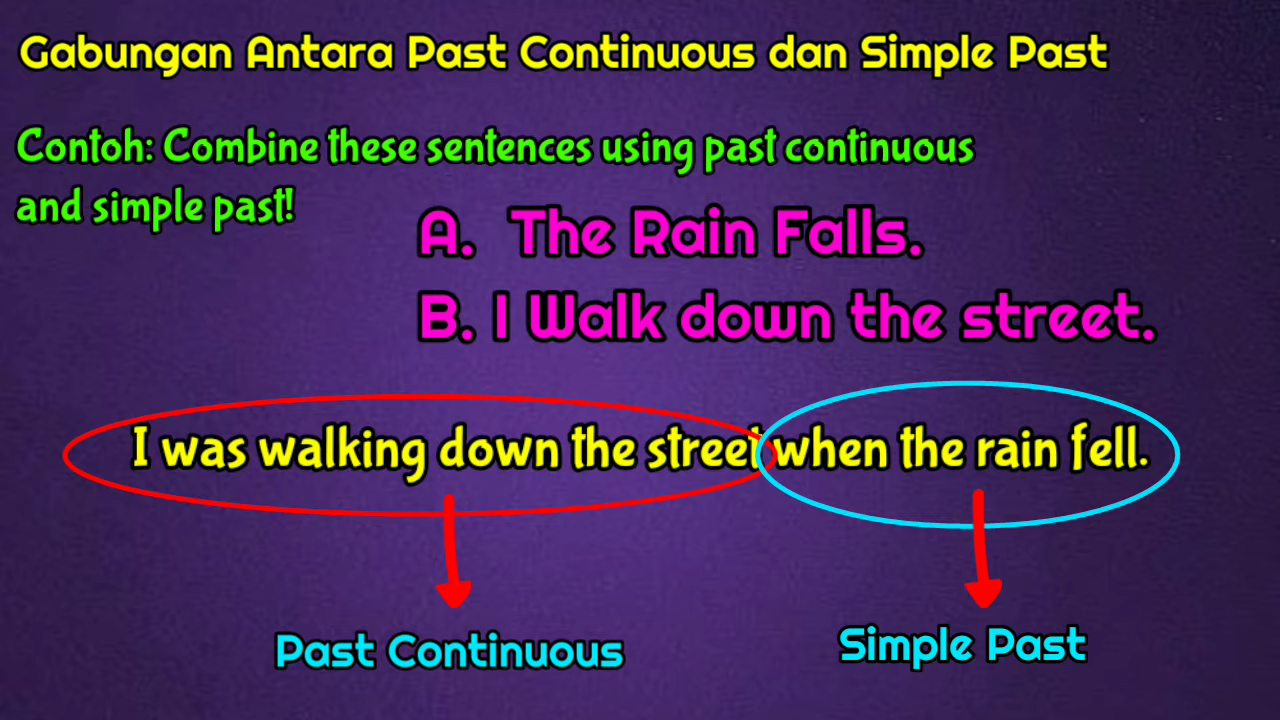 Gabungan Antara Past Continuous dan Simple Past
Contoh: Combine these sentences using past continuous
and simple past!
A. The Rain Falls.
B. I Walk down the street.
I was walking down the street when the rain fell.
Past Continuous
Simple Past